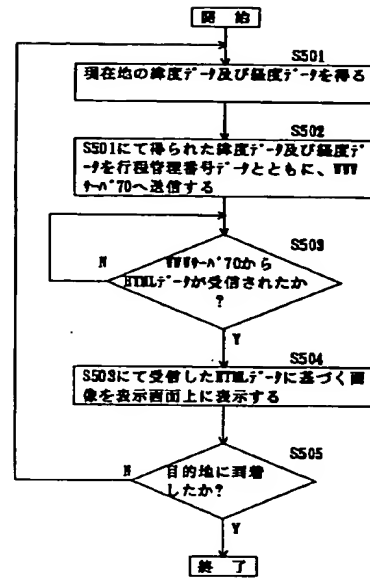 開 始
S501
現在地の緯度データ及び経度データを得る
S502
S501にて得られた緯度データ及び経度デー
タを行程管理番号データとともに、WWW
サーバ70へ送信する
S503
WWWサーバ70から
HTMLデータが受信されたか
?
N
Y
S504
S503にて受信したHTMLデータに基づく画
像を表示画面上に表示する
S505
目的地に到着
したか?
N
Y
終 了